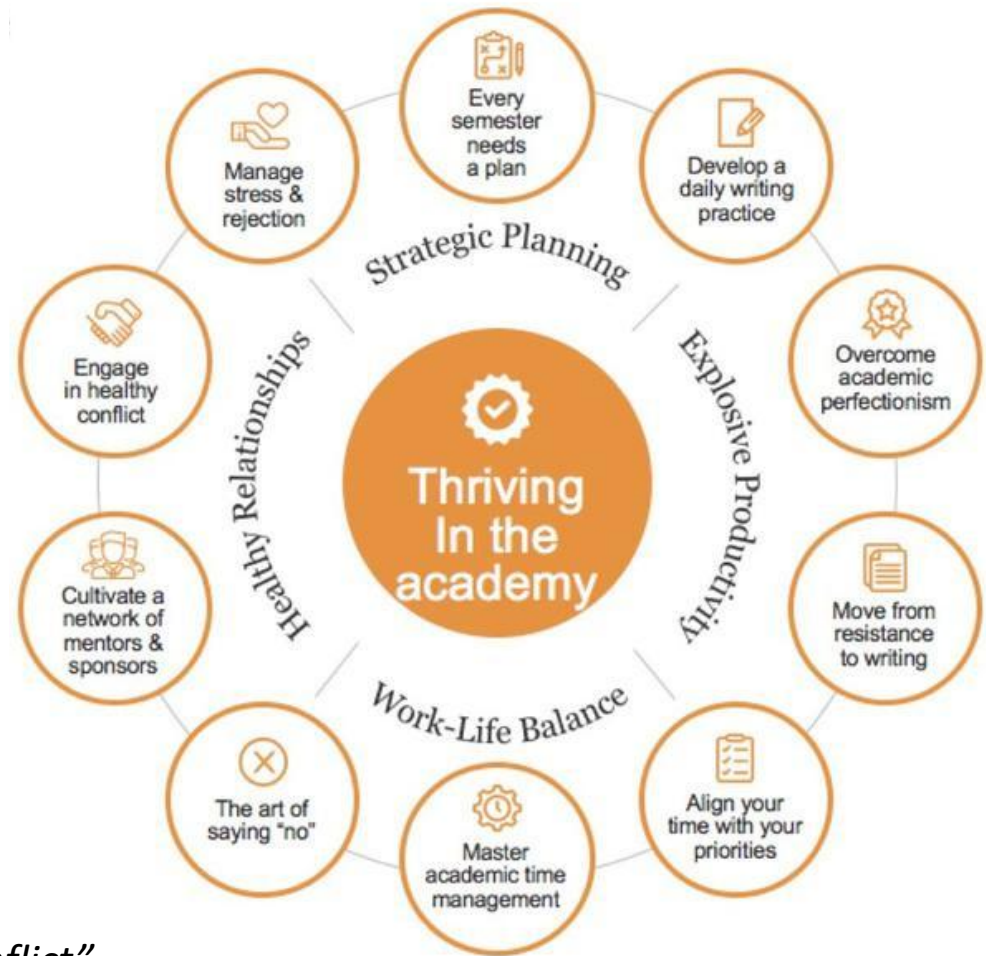 Every
semester
needs
a plan
Develop a
daily writing
practice
Overcome
academic
perfectionism
Move from
resistance
to writing
Align your
time with your
priorities
Master
academic time
management
The art of
saying “no”
Cultivate a
network of
mentors &
sponsors
Engage
in healthy
conflict
Manage
stress &
rejection
Strategic Planning
Explosive Productivity
Work-Life Balance
Healthy Relationships
Thriving
In the
academy